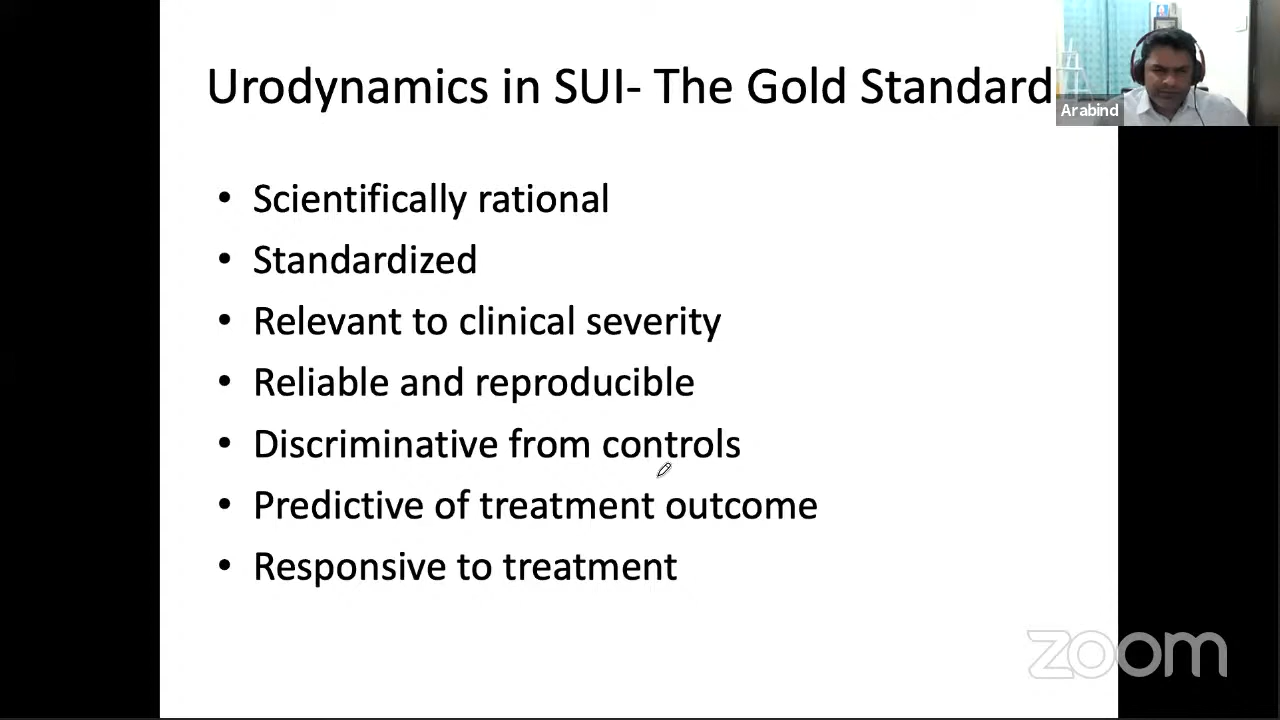 Urodynamics in SUI- The Gold Standard
Arabind
• Scientifically rational
• Standardized
• Relevant to clinical severity
• Reliable and reproducible
• Discriminative from controls
• Predictive of treatment outcome
• Responsive to treatment
zoom